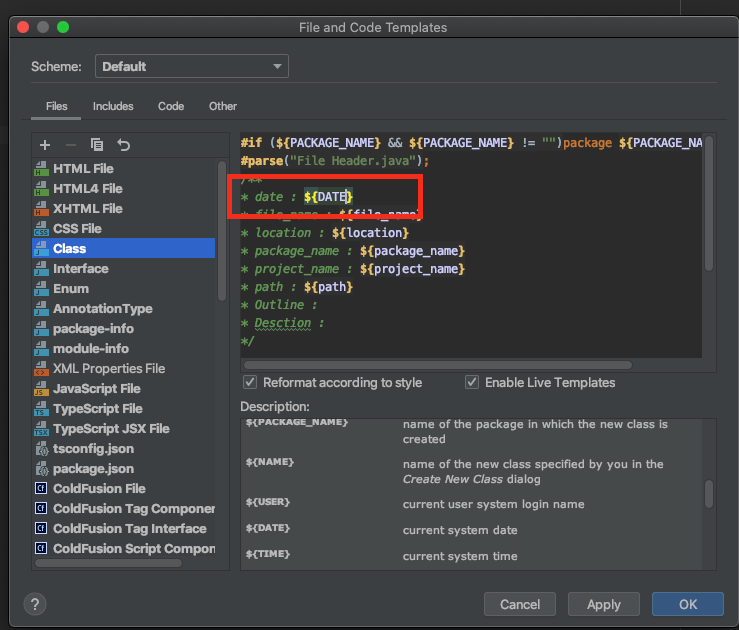 File and Code Templates
Scheme:
Default
Files
Includes
Code
Other
HTML File
HTML4 File
XHTML File
CSS File
Class
Interface
Enum
AnnotationType
package-info
module-info
XML Properties File
JavaScript File
TypeScript File
TypeScript JSX File
tsconfig.json
package.json
ColdFusion File
ColdFusion Tag Componer
ColdFusion Tag Interface
ColdFusion Script Compon
#if (${PACKAGE_NAME} && ${PACKAGE_NAME} != "")package ${PACKAGE_NA
#parse("File Header.java");
/**
* date : ${DATE}
* file_name : ${file_name}
* location : ${location}
* package_name : ${package_name}
* project_name : ${project_name}
* path : ${path}
* Outline :
* Desction :
*/
Reformat according to style
Enable Live Templates
Description:
${PACKAGE_NAME}
name of the package in which the new class is
created
${NAME}
name of the new class specified by you in the
Create New Class dialog
${USER}
current user system login name
${DATE}
current system date
${TIME}
current system time
?
Cancel
Apply
OK